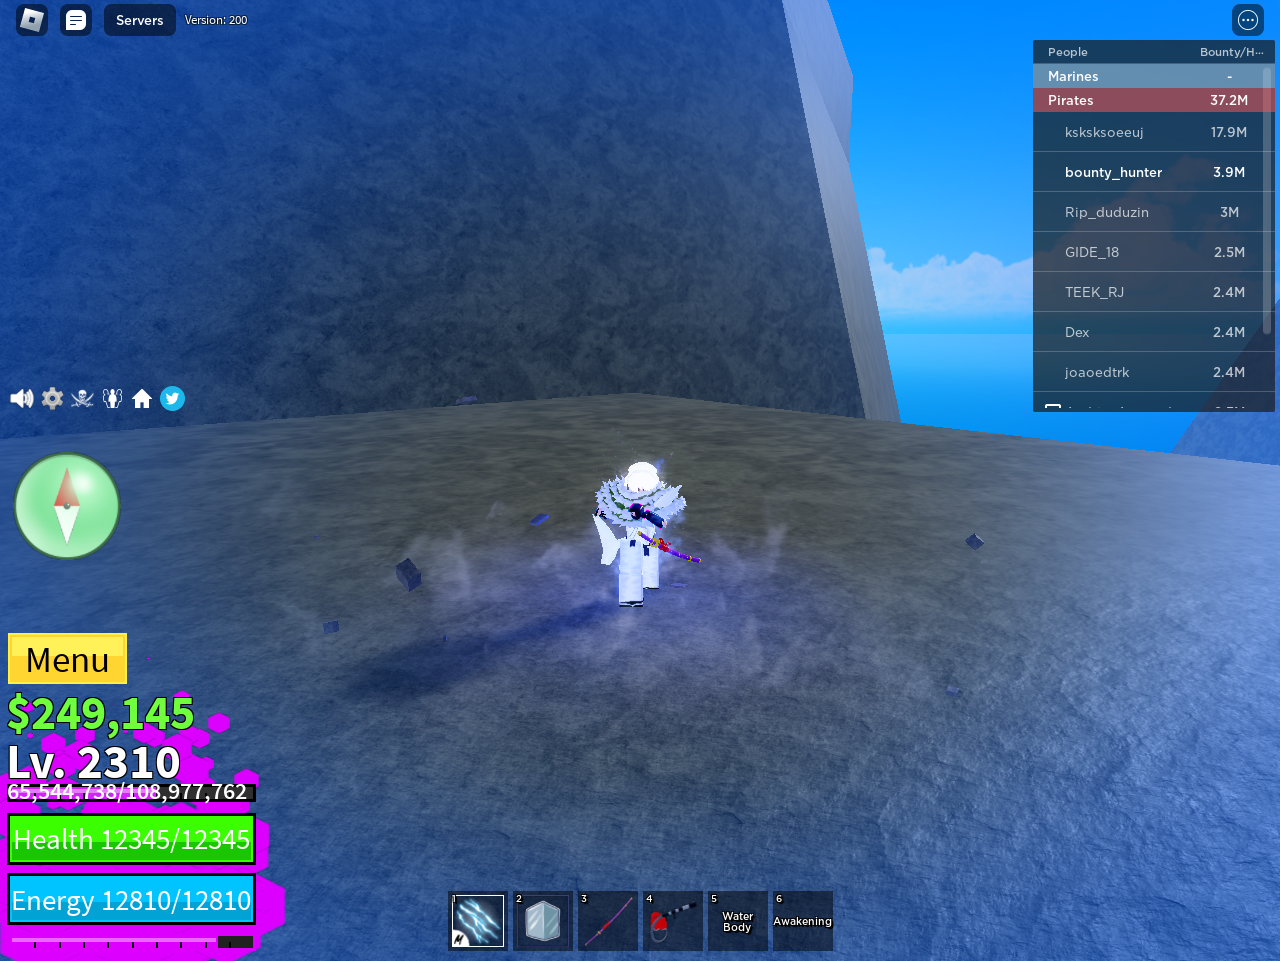 Servers
Version: 200
People Bounty/H...
Marines -
Pirates 37.2M
ksksksoeeuj 17.9M
bounty_hunter 3.9M
Rip_duduzin 3M
GIDE_18 2.5M
TEEK_RJ 2.4M
Dex 2.4M
joaoedtrk 2.4M
Menu
$249,145
Lv. 2310
65,544,738/108,977,762
Health 12345/12345
Energy 12810/12810
1
2
3
4
5
Water
Body
6
Awakening